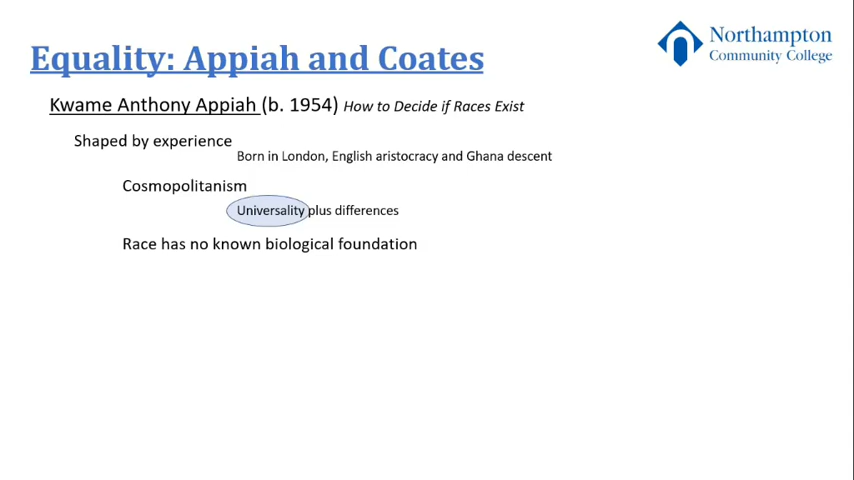 Northampton
Community College
Equality: Appiah and Coates
Kwame Anthony Appiah (b. 1954) How to Decide if Races Exist
Shaped by experience
Born in London, English aristocracy and Ghana descent
Cosmopolitanism
Universality plus differences
Race has no known biological foundation